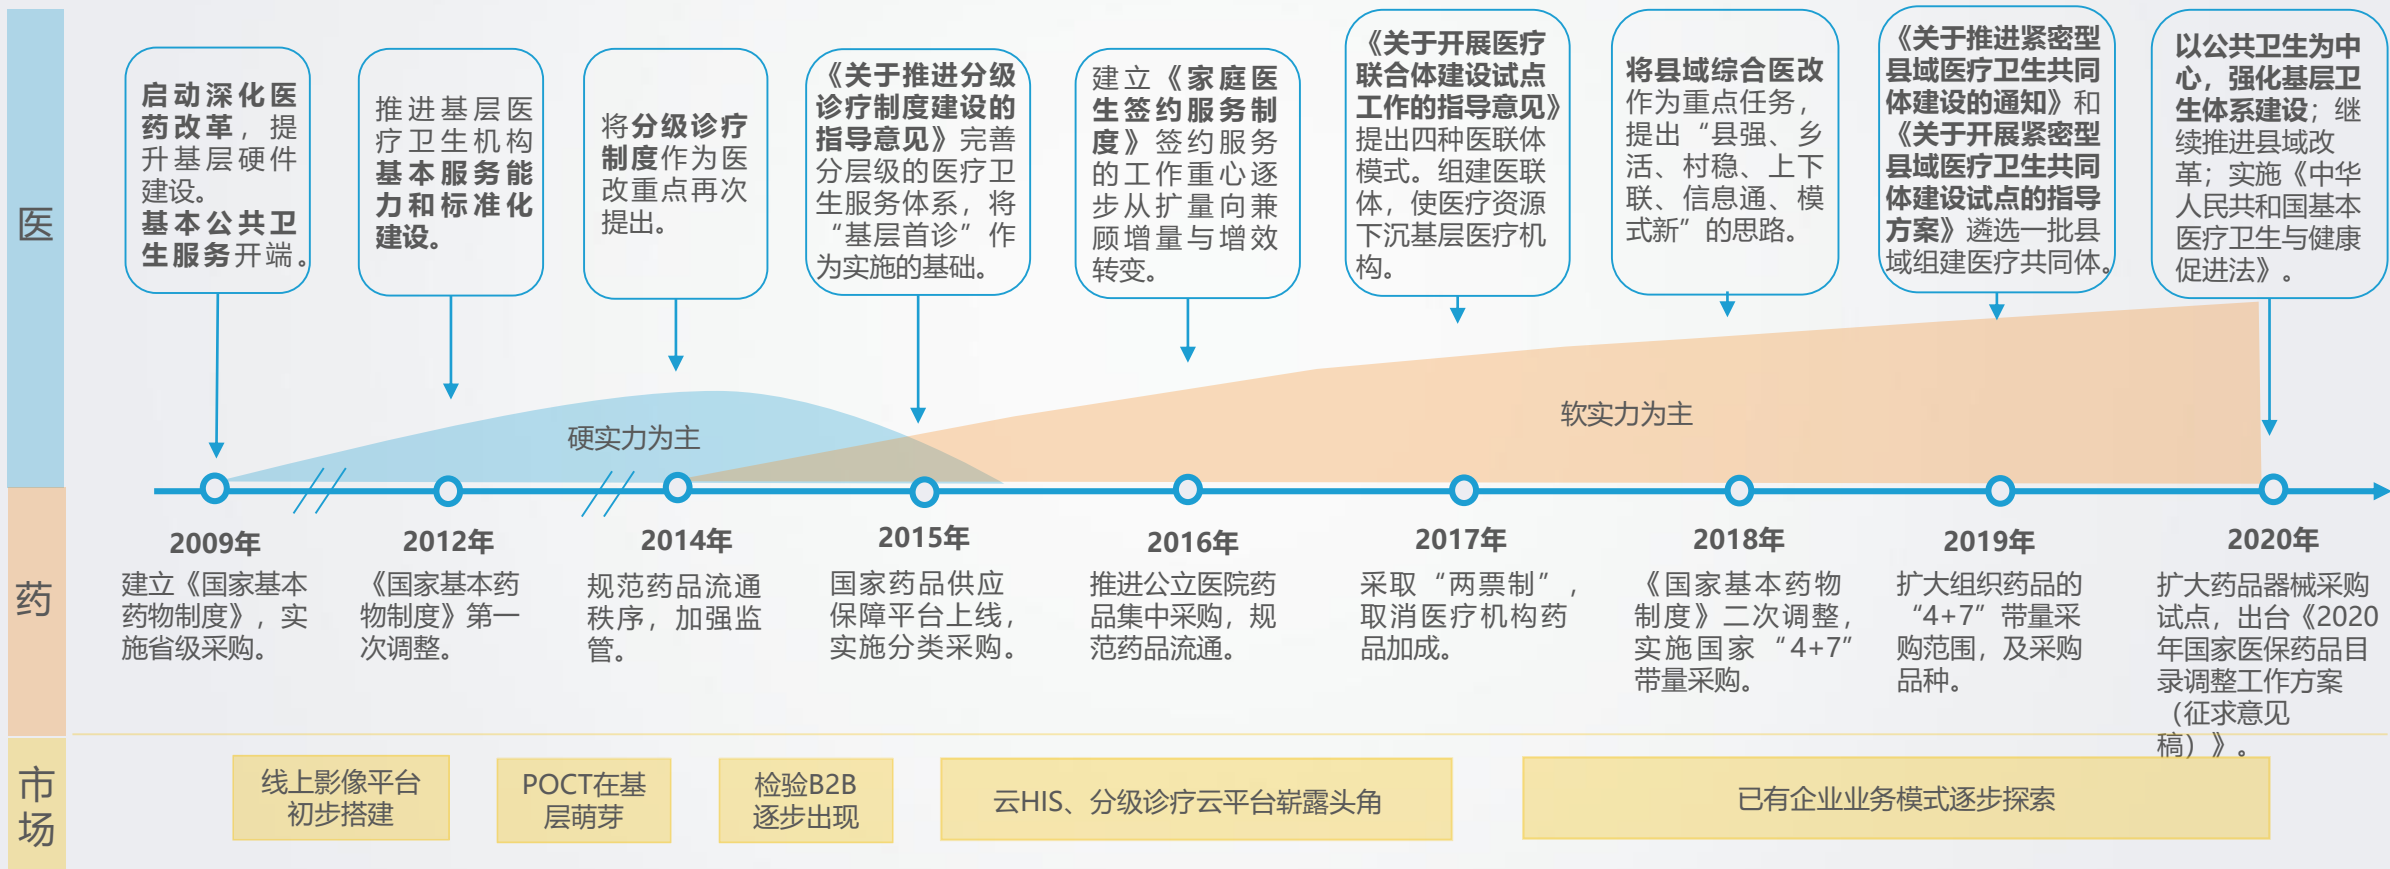 医
启动深化医
药改革，提
升基层硬件
建设。
基本公共卫
生服务开端。
推进基层医
疗卫生机构
基本服务能
力和标准化
建设。
将分级诊疗
制度作为医
改重点再次
提出。
《关于推进分级
诊疗制度建设的
指导意见》完善
分层级的医疗卫
生服务体系，将
“基层首诊”作
为实施的基础。
建立《家庭医
生签约服务制
度》签约服务
的工作重心逐
步从扩量向兼
顾增量与增效
转变。
《关于开展医疗
联合体建设试点
工作的指导意见》
提出四种医联体
模式。组建医联
体，使医疗资源
下沉基层医疗机
构。
将县域综合医改
作为重点任务，
提出“县强、乡
活、村稳、上下
联、信息通、模
式新”的思路。
《关于推进紧密型
县域医疗卫生共同
体建设的通知》和
《关于开展紧密型
县域医疗卫生共同
体建设试点的指导
方案》遴选一批县
域组建医疗共同体。
以公共卫生为中
心，强化基层卫
生体系建设；继
续推进县域改
革；实施《中华
人民共和国基本
医疗卫生与健康
促进法》。
硬实力为主
软实力为主
药
2009年
建立《国家基本
药物制度》，实
施省级采购。
2012年
《国家基本药
物制度》第一
次调整。
2014年
规范药品流通
秩序，加强监
管。
2015年
国家药品供应
保障平台上线，
实施分类采购。
2016年
推进公立医院药
品集中采购，规
范药品流通。
2017年
采取“两票制”，
取消医疗机构药
品加成。
2018年
《国家基本药物
制度》二次调整，
实施国家“4+7”
带量采购。
2019年
扩大组织药品的
“4+7”带量采
购范围，及采购
品种。
2020年
扩大药品器械采购
试点，出台《2020
年国家医保药品目
录调整工作方案
（征求意见
稿）》。
市
场
线上影像平台
初步搭建
POCT在基
层萌芽
检验B2B
逐步出现
云HIS、分级诊疗云平台崭露头角
已有企业业务模式逐步探索